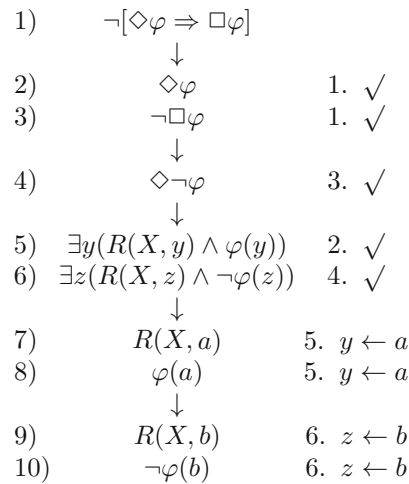 1) ¬[◇φ ⇒ □φ]
↓
2) ◇φ 1. √
3) ¬□φ 1. √
↓
4) ◇¬φ 3. √
↓
5) ∃y(R(X, y) ∧ φ(y)) 2. √
6) ∃z(R(X, z) ∧ ¬φ(z)) 4. √
↓
7) R(X, a) 5. y ← a
8) φ(a) 5. y ← a
↓
9) R(X, b) 6. z ← b
10) ¬φ(b) 6. z ← b